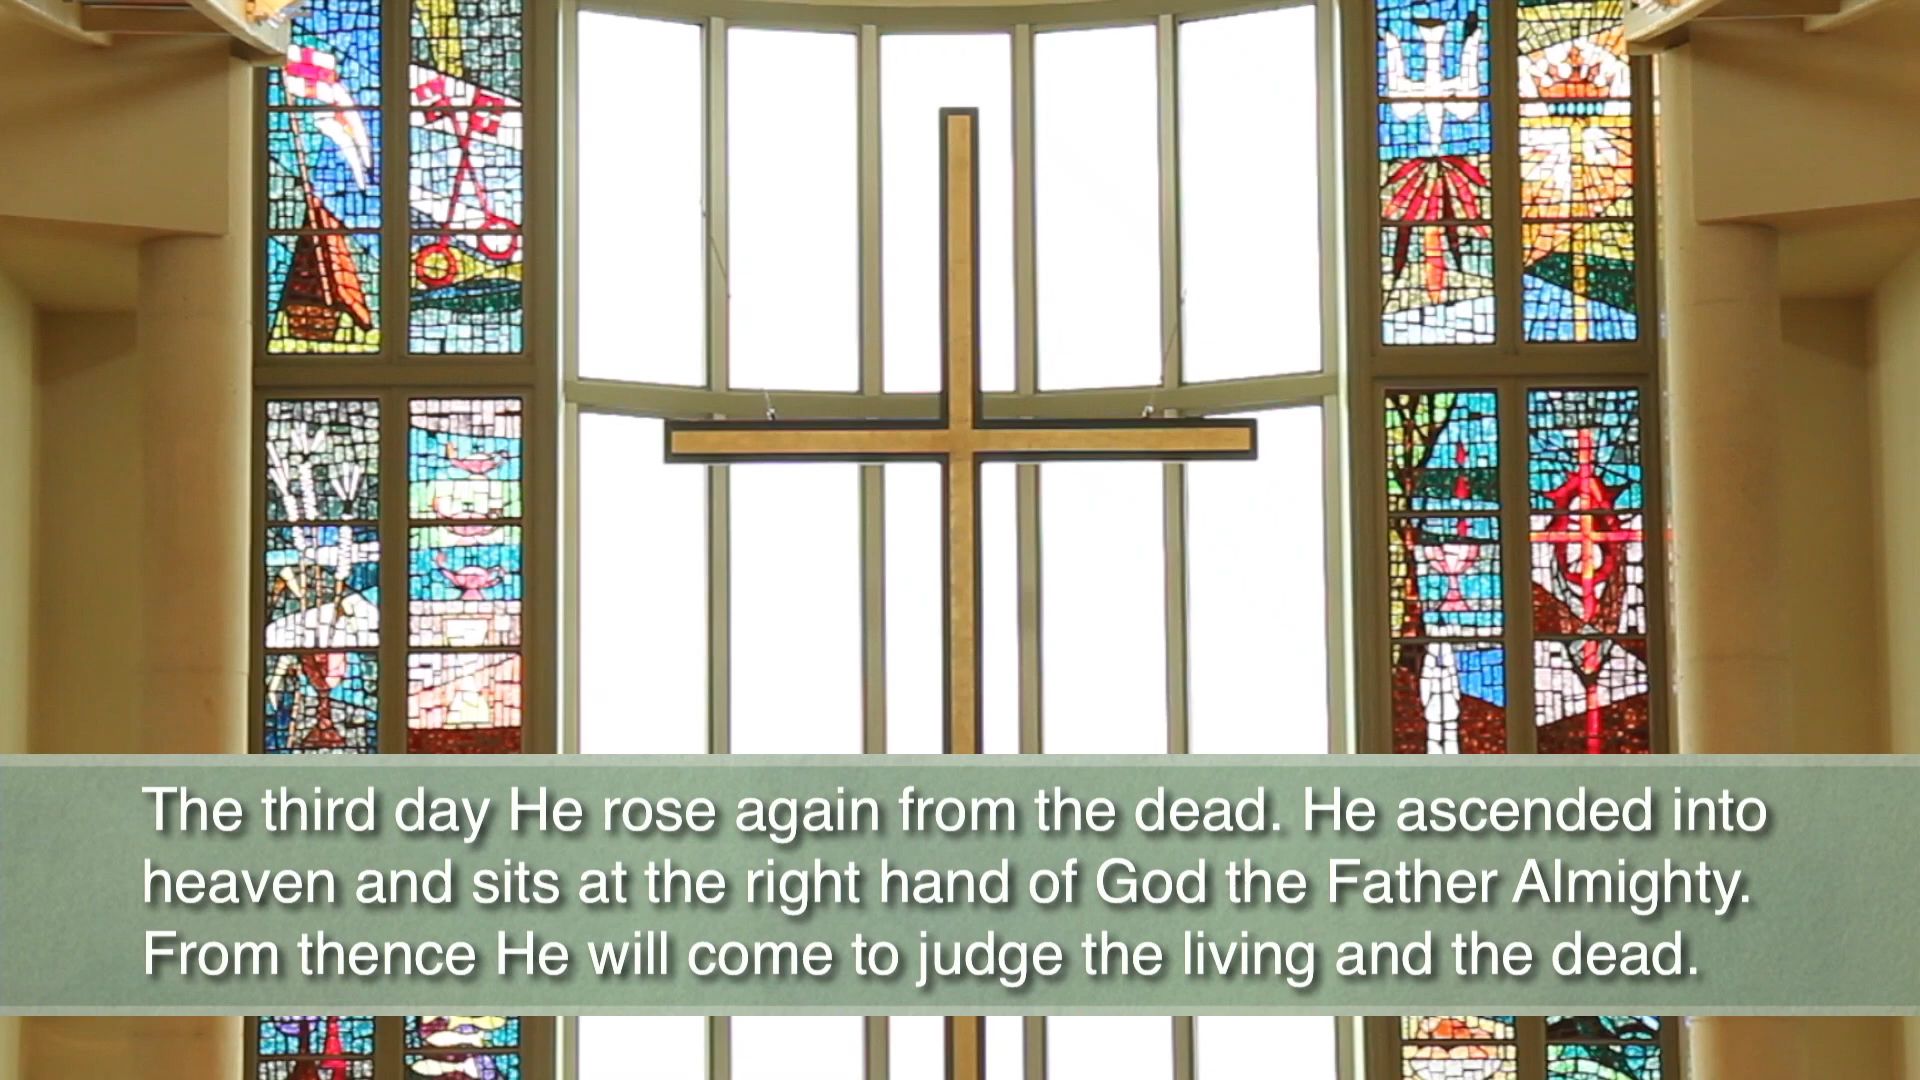 The third day He rose again from the dead. He ascended into
heaven and sits at the right hand of God the Father Almighty.
From thence He will come to judge the living and the dead.